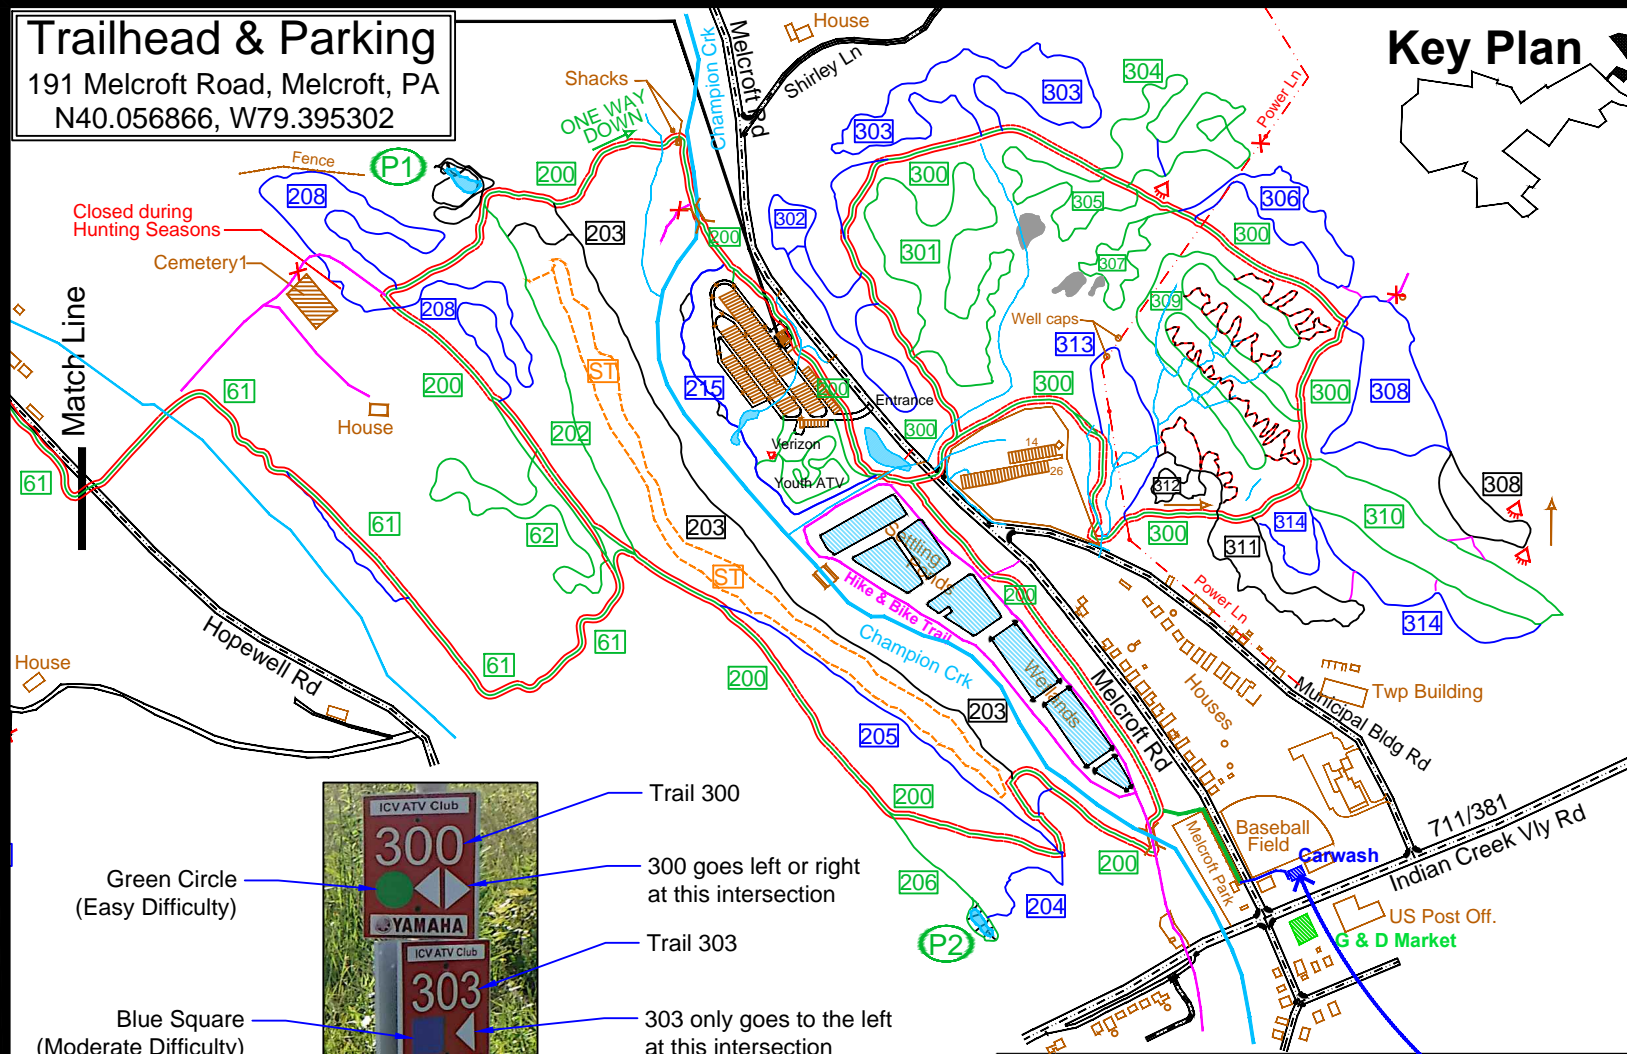 Trailhead & Parking
191 Melcroft Road, Melcroft, PA
N40.056866, W79.395302
Key Plan
House
Shirley Ln
Melcroft Rd
Champion Crk
Shacks
ONE WAY
DOWN
Fence
P1
200
208
203
Closed during
Hunting Seasons
Cemetery1
Match Line
208
200
61
House
61
61
62
202
ST
203
ST
61
61
Hopewell Rd
House
200
205
203
200
206
204
P2
200
303
303
304
Power Ln
300
305
306
302
301
300
307
309
200
Well caps
313
215
200
300
300
308
Entrance
300
Verizon
Youth ATV
14
26
312
308
310
300
314
311
314
Settling
Ponds
Hike & Bike Trail
200
Champion Crk
Wetlands
Melcroft Rd
Power Ln
Houses
Municipal Bldg Rd
Twp Building
711/381
Indian Creek Vly Rd
Baseball
Field
Melcroft Park
Carwash
US Post Off.
G & D Market
ICV ATV Club
300
YAMAHA
ICV ATV Club
303
Trail 300
300 goes left or right
at this intersection
Green Circle
(Easy Difficulty)
Trail 303
Blue Square
(Moderate Difficulty)
303 only goes to the left
at this intersection